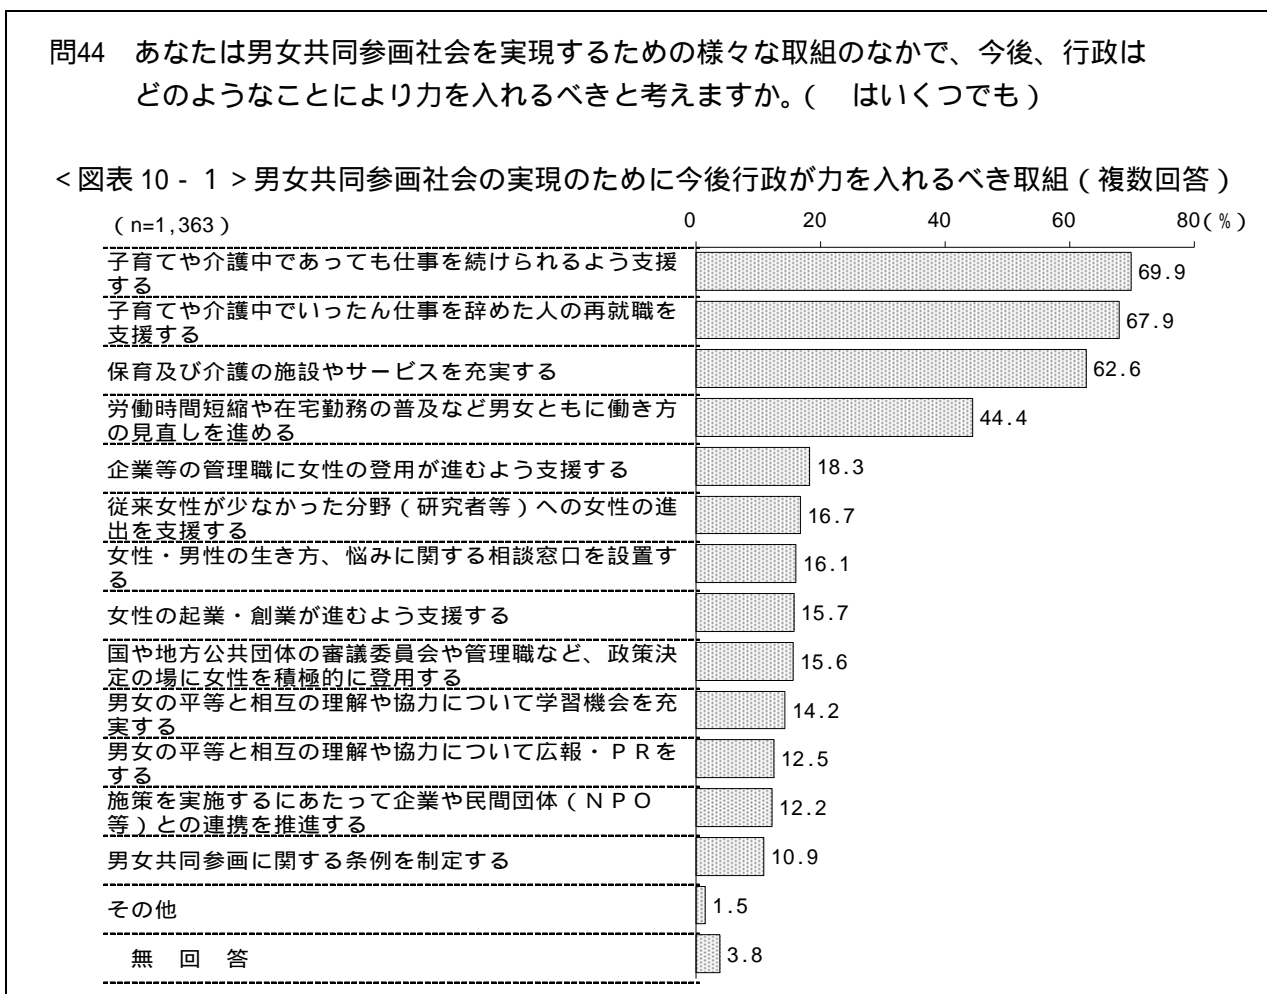 問44　あなたは男女共同参画社会を実現するための様々な取組のなかで、今後、行政は
どのようなことにより力を入れるべきと考えますか。(　はいくつでも)
<図表 10 - 1 >男女共同参画社会の実現のために今後行政が力を入れるべき取組(複数回答)
(n=1,363)
0 20 40 60 80(%)
子育てや介護中であっても仕事を続けられるよう支援
する
69.9
子育てや介護中でいったん仕事を辞めた人の再就職を
支援する
67.9
保育及び介護の施設やサービスを充実する
62.6
労働時間短縮や在宅勤務の普及など男女ともに働き方
の見直しを進める
44.4
企業等の管理職に女性の登用が進むよう支援する
18.3
従来女性が少なかった分野(研究者等)への女性の進
出を支援する
16.7
女性・男性の生き方、悩みに関する相談窓口を設置す
る
16.1
女性の起業・創業が進むよう支援する
15.7
国や地方公共団体の審議委員会や管理職など、政策決
定の場に女性を積極的に登用する
15.6
男女の平等と相互の理解や協力について学習機会を充
実する
14.2
男女の平等と相互の理解や協力について広報・PRを
する
12.5
施策を実施するにあたって企業や民間団体(NPO
等)との連携を推進する
12.2
男女共同参画に関する条例を制定する
10.9
その他
1.5
無　回　答
3.8